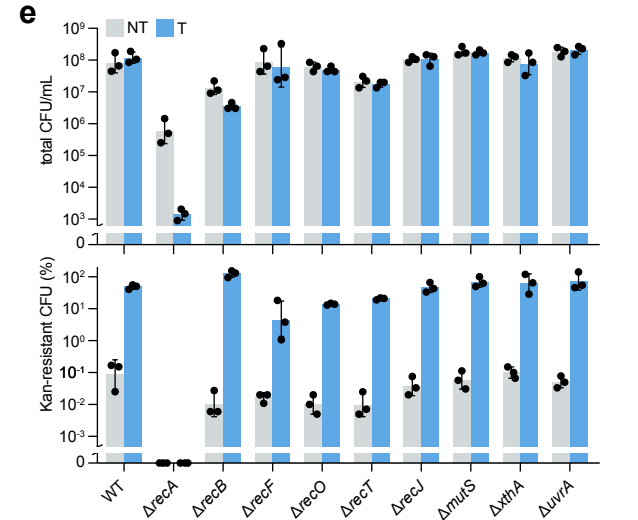 e
NT T
total CFU/mL
10⁹
10⁸
10⁷
10⁶
10⁵
10⁴
10³
0
Kan-resistant CFU (%)
10²
10¹
10⁰
10⁻¹
10⁻²
10⁻³
0
WT
ΔrecA
ΔrecB
ΔrecF
ΔrecO
ΔrecT
ΔrecJ
ΔmutS
ΔxthA
ΔuvrA